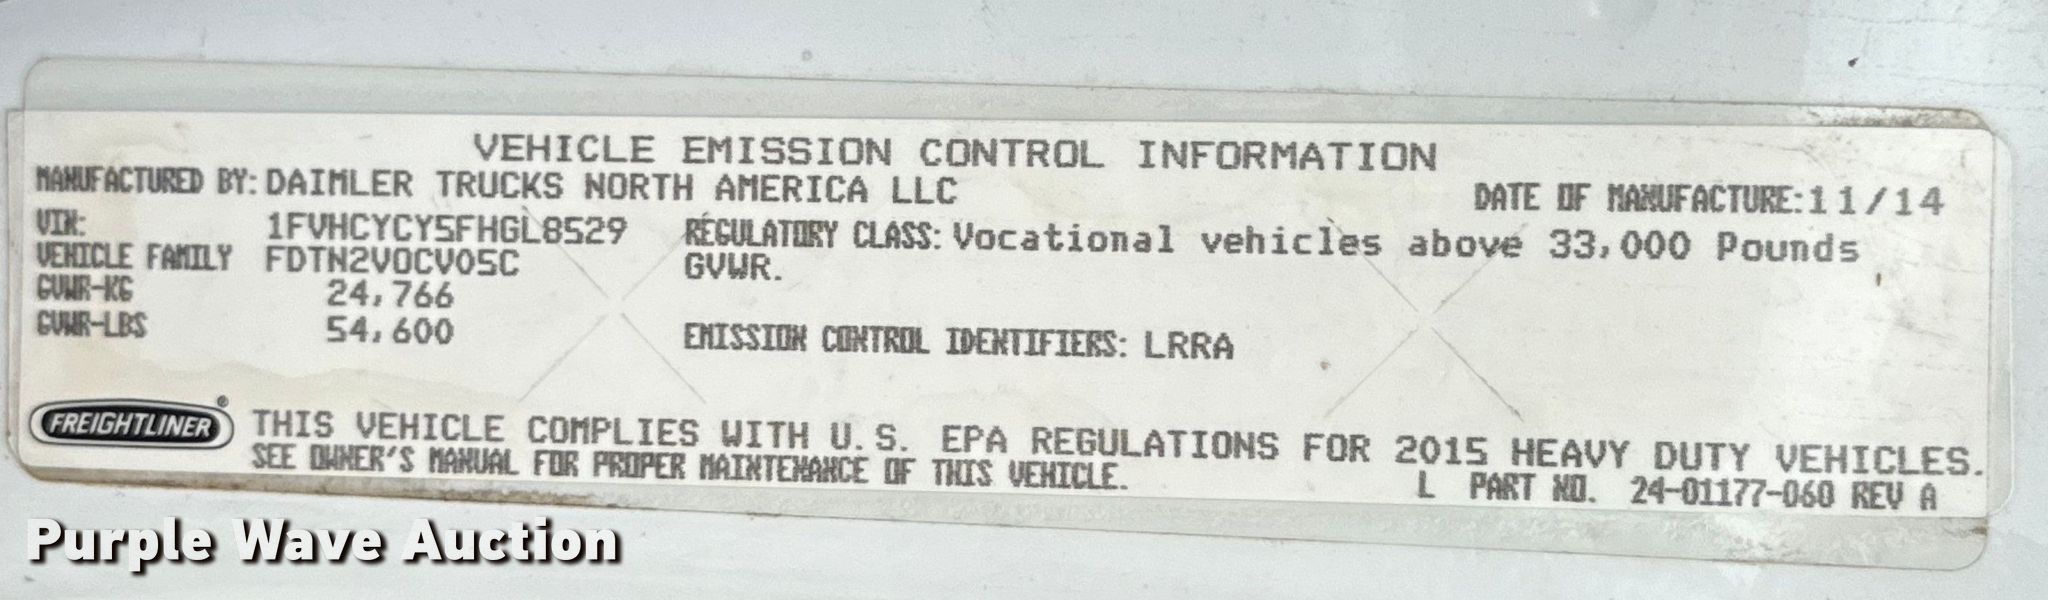 VEHICLE EMISSION CONTROL INFORMATION
MANUFACTURED BY: DAIMLER TRUCKS NORTH AMERICA LLC
DATE OF MANUFACTURE: 11/14
VIN: 1FVHCYCY5FHGL8529
VEHICLE FAMILY FDTN2VOCV05C
GVWR-KG 24,766
GVWR-LBS 54,600
REGULATORY CLASS: Vocational vehicles above 33,000 Pounds
GVWR.
EMISSION CONTROL IDENTIFIERS: LRRA
FREIGHTLINER®
THIS VEHICLE COMPLIES WITH U.S. EPA REGULATIONS FOR 2015 HEAVY DUTY VEHICLES.
SEE OWNER'S MANUAL FOR PROPER MAINTENANCE OF THIS VEHICLE.
L PART NO. 24-01177-060 REV A
Purple Wave Auction